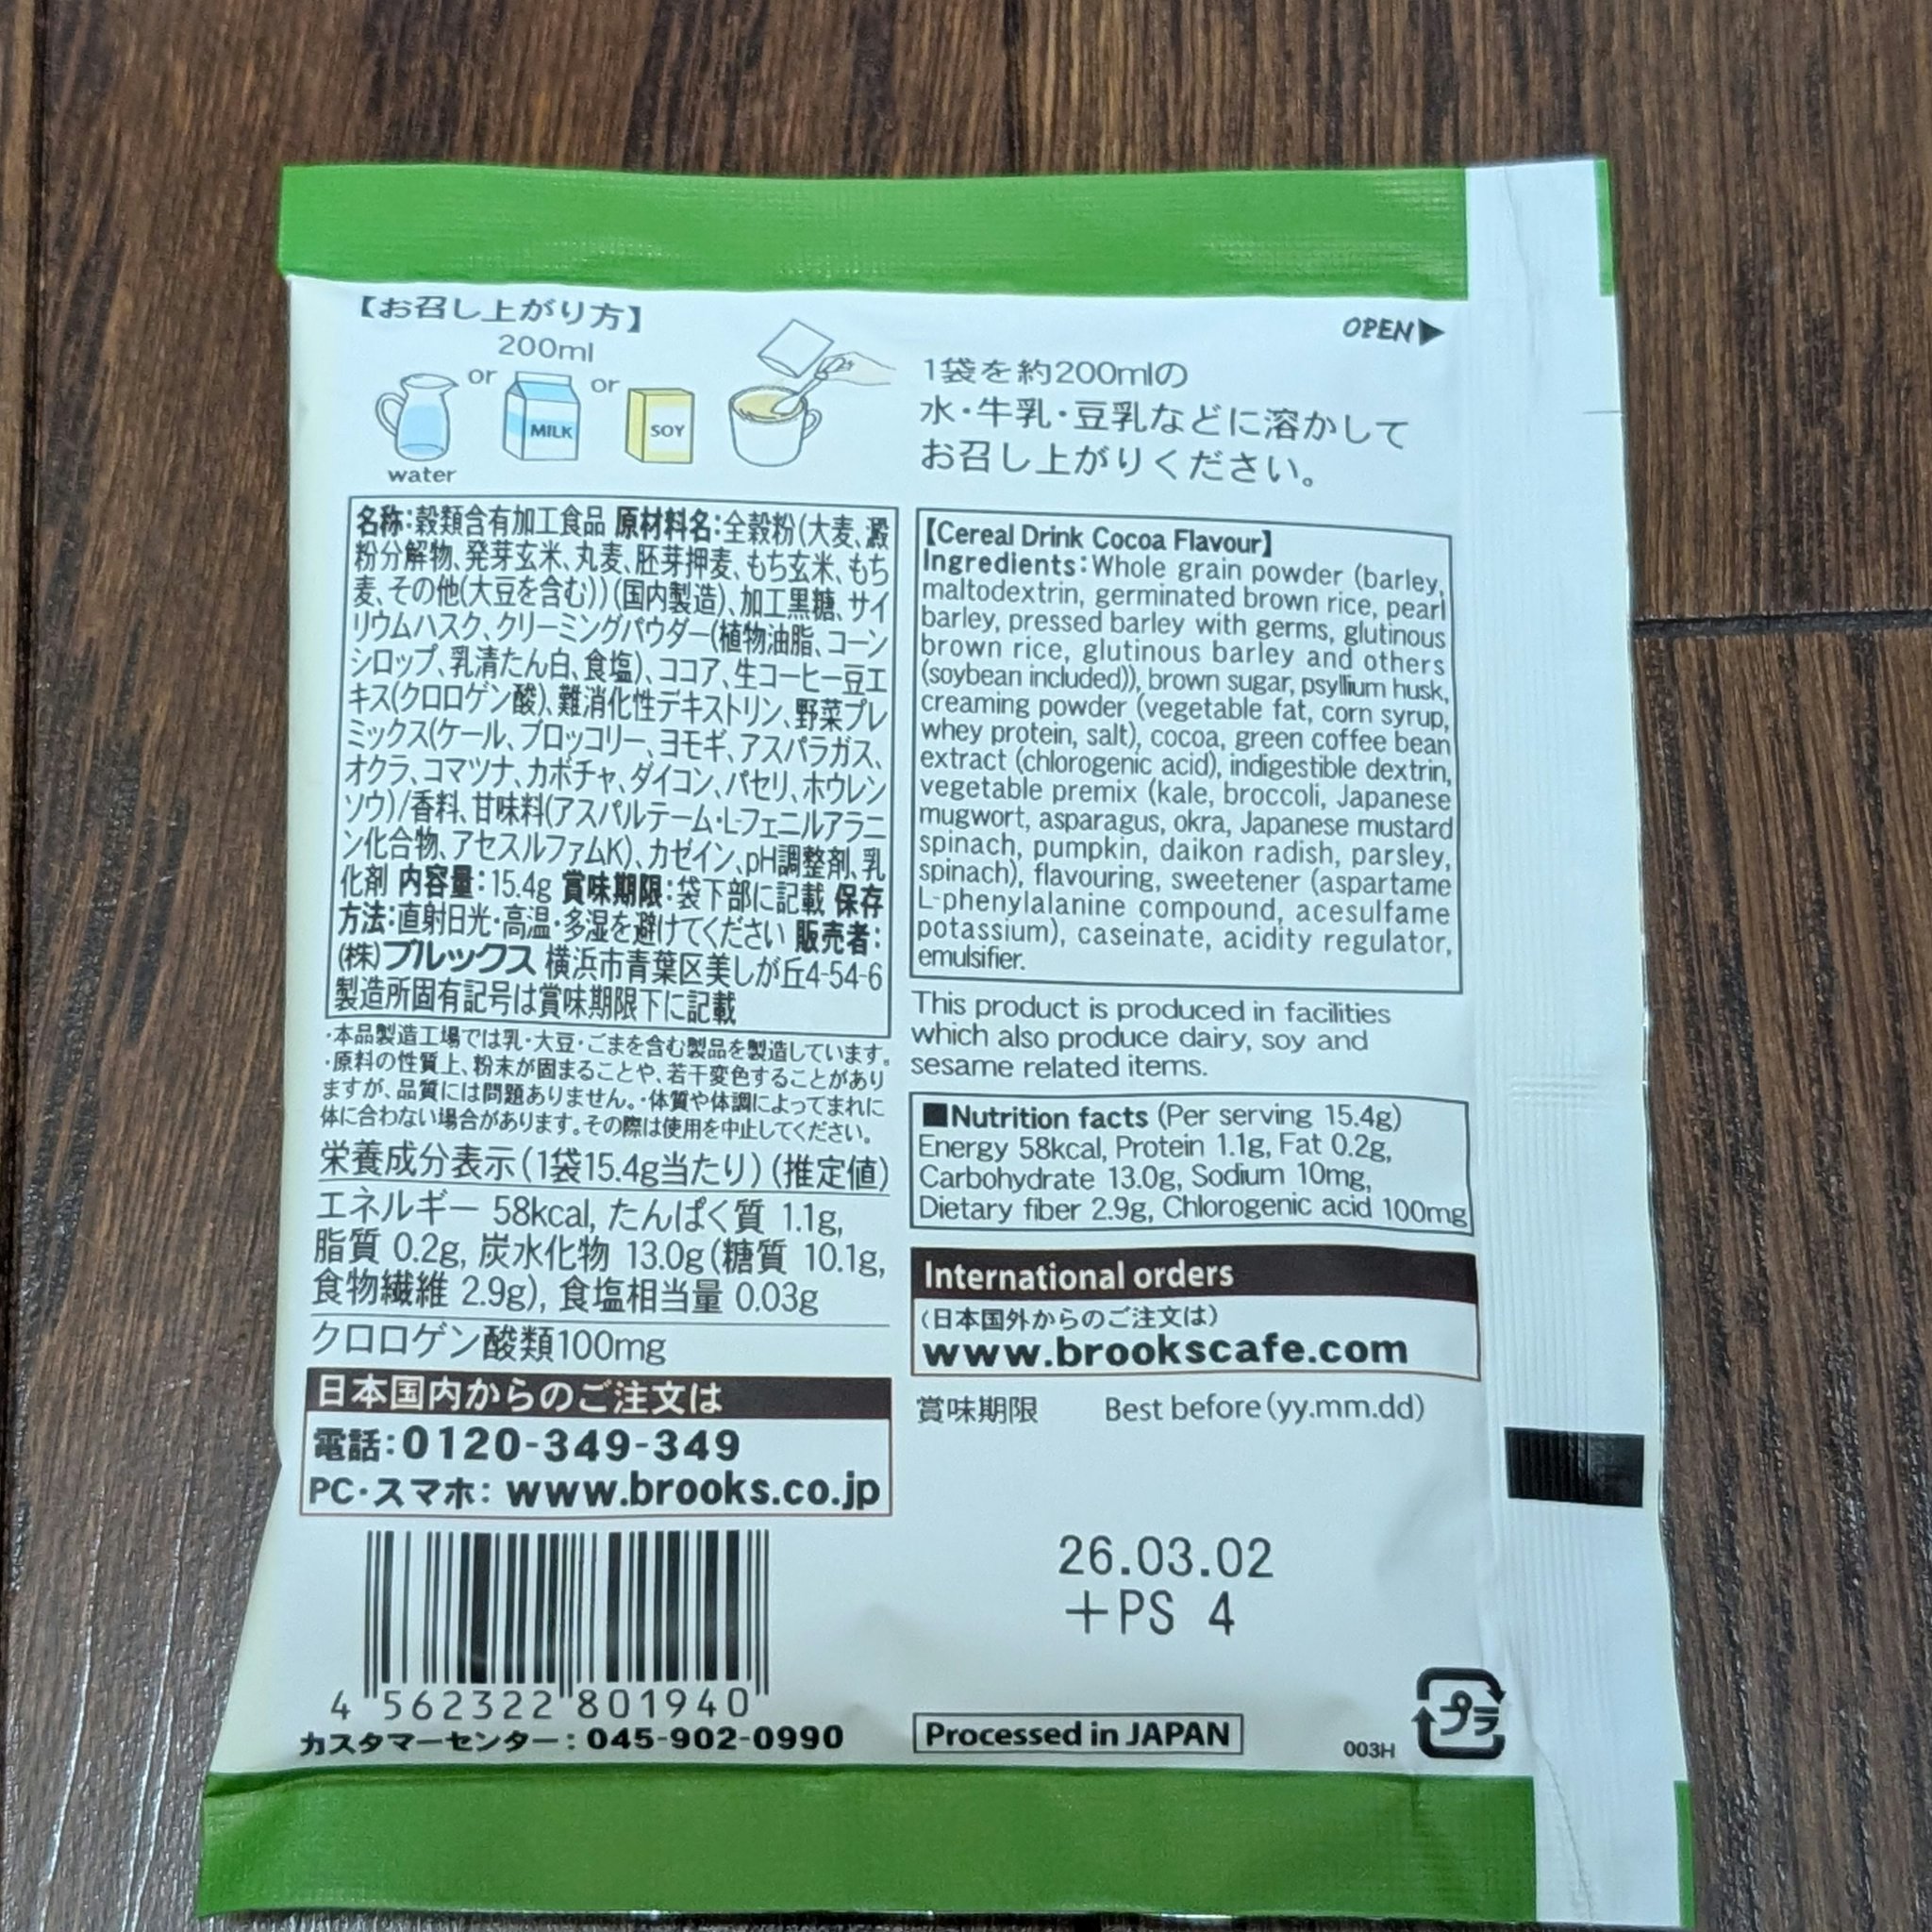 【お召し上がり方】
200ml
or
or
MILK
SOY
water
OPEN▶
1袋を約200mlの
水・牛乳・豆乳などに溶かして
お召し上がりください。
名称:穀類含有加工食品 原材料名:全穀粉(大麦、澱
粉分解物、発芽玄米、丸麦、胚芽押麦、もち玄米、もち
麦、その他(大豆を含む))(国内製造)、加工黒糖、サイ
リウムハスク、クリーミングパウダー(植物油脂、コーン
シロップ、乳清たん白、食塩)、ココア、生コーヒー豆エ
キス(クロロゲン酸)、難消化性デキストリン、野菜プレ
ミックス(ケール、ブロッコリー、ヨモギ、アスパラガス、
オクラ、コマツナ、カボチャ、ダイコン、パセリ、ホウレン
ソウ)/香料、甘味料(アスパルテーム・L-フェニルアラニ
ン化合物、アセスルファムK)、カゼイン、pH調整剤、乳
化剤 内容量:15.4g 賞味期限:袋下部に記載 保存
方法:直射日光・高温・多湿を避けてください 販売者:
(株)ブルックス 横浜市青葉区美しが丘4-54-6
製造所固有記号は賞味期限下に記載
・本品製造工場では乳・大豆・ごまを含む製品を製造しています。
・原料の性質上、粉末が固まることや、若干変色することがあり
ますが、品質には問題ありません。・体質や体調によってまれに
体に合わない場合があります。その際は使用を中止してください。
栄養成分表示(1袋15.4g当たり)(推定値)
エネルギー 58kcal, たんぱく質 1.1g,
脂質 0.2g, 炭水化物 13.0g(糖質 10.1g,
食物繊維 2.9g), 食塩相当量 0.03g
クロロゲン酸類100mg
日本国内からのご注文は
電話:0120-349-349
PC・スマホ: www.brooks.co.jp
4 562322 801940
カスタマーセンター:045-902-0990
【Cereal Drink Cocoa Flavour】
Ingredients:Whole grain powder (barley,
maltodextrin, germinated brown rice, pearl
barley, pressed barley with germs, glutinous
brown rice, glutinous barley and others
(soybean included)), brown sugar, psyllium husk,
creaming powder (vegetable fat, corn syrup,
whey protein, salt), cocoa, green coffee bean
extract (chlorogenic acid), indigestible dextrin,
vegetable premix (kale, broccoli, Japanese
mugwort, asparagus, okra, Japanese mustard
spinach, pumpkin, daikon radish, parsley,
spinach), flavouring, sweetener (aspartame
L-phenylalanine compound, acesulfame
potassium), caseinate, acidity regulator,
emulsifier.
This product is produced in facilities
which also produce dairy, soy and
sesame related items.
■Nutrition facts (Per serving 15.4g)
Energy 58kcal, Protein 1.1g, Fat 0.2g,
Carbohydrate 13.0g, Sodium 10mg,
Dietary fiber 2.9g, Chlorogenic acid 100mg
International orders
(日本国外からのご注文は)
www.brookscafe.com
賞味期限 Best before(yy.mm.dd)
26.03.02
+PS 4
Processed in JAPAN
003H
プラ